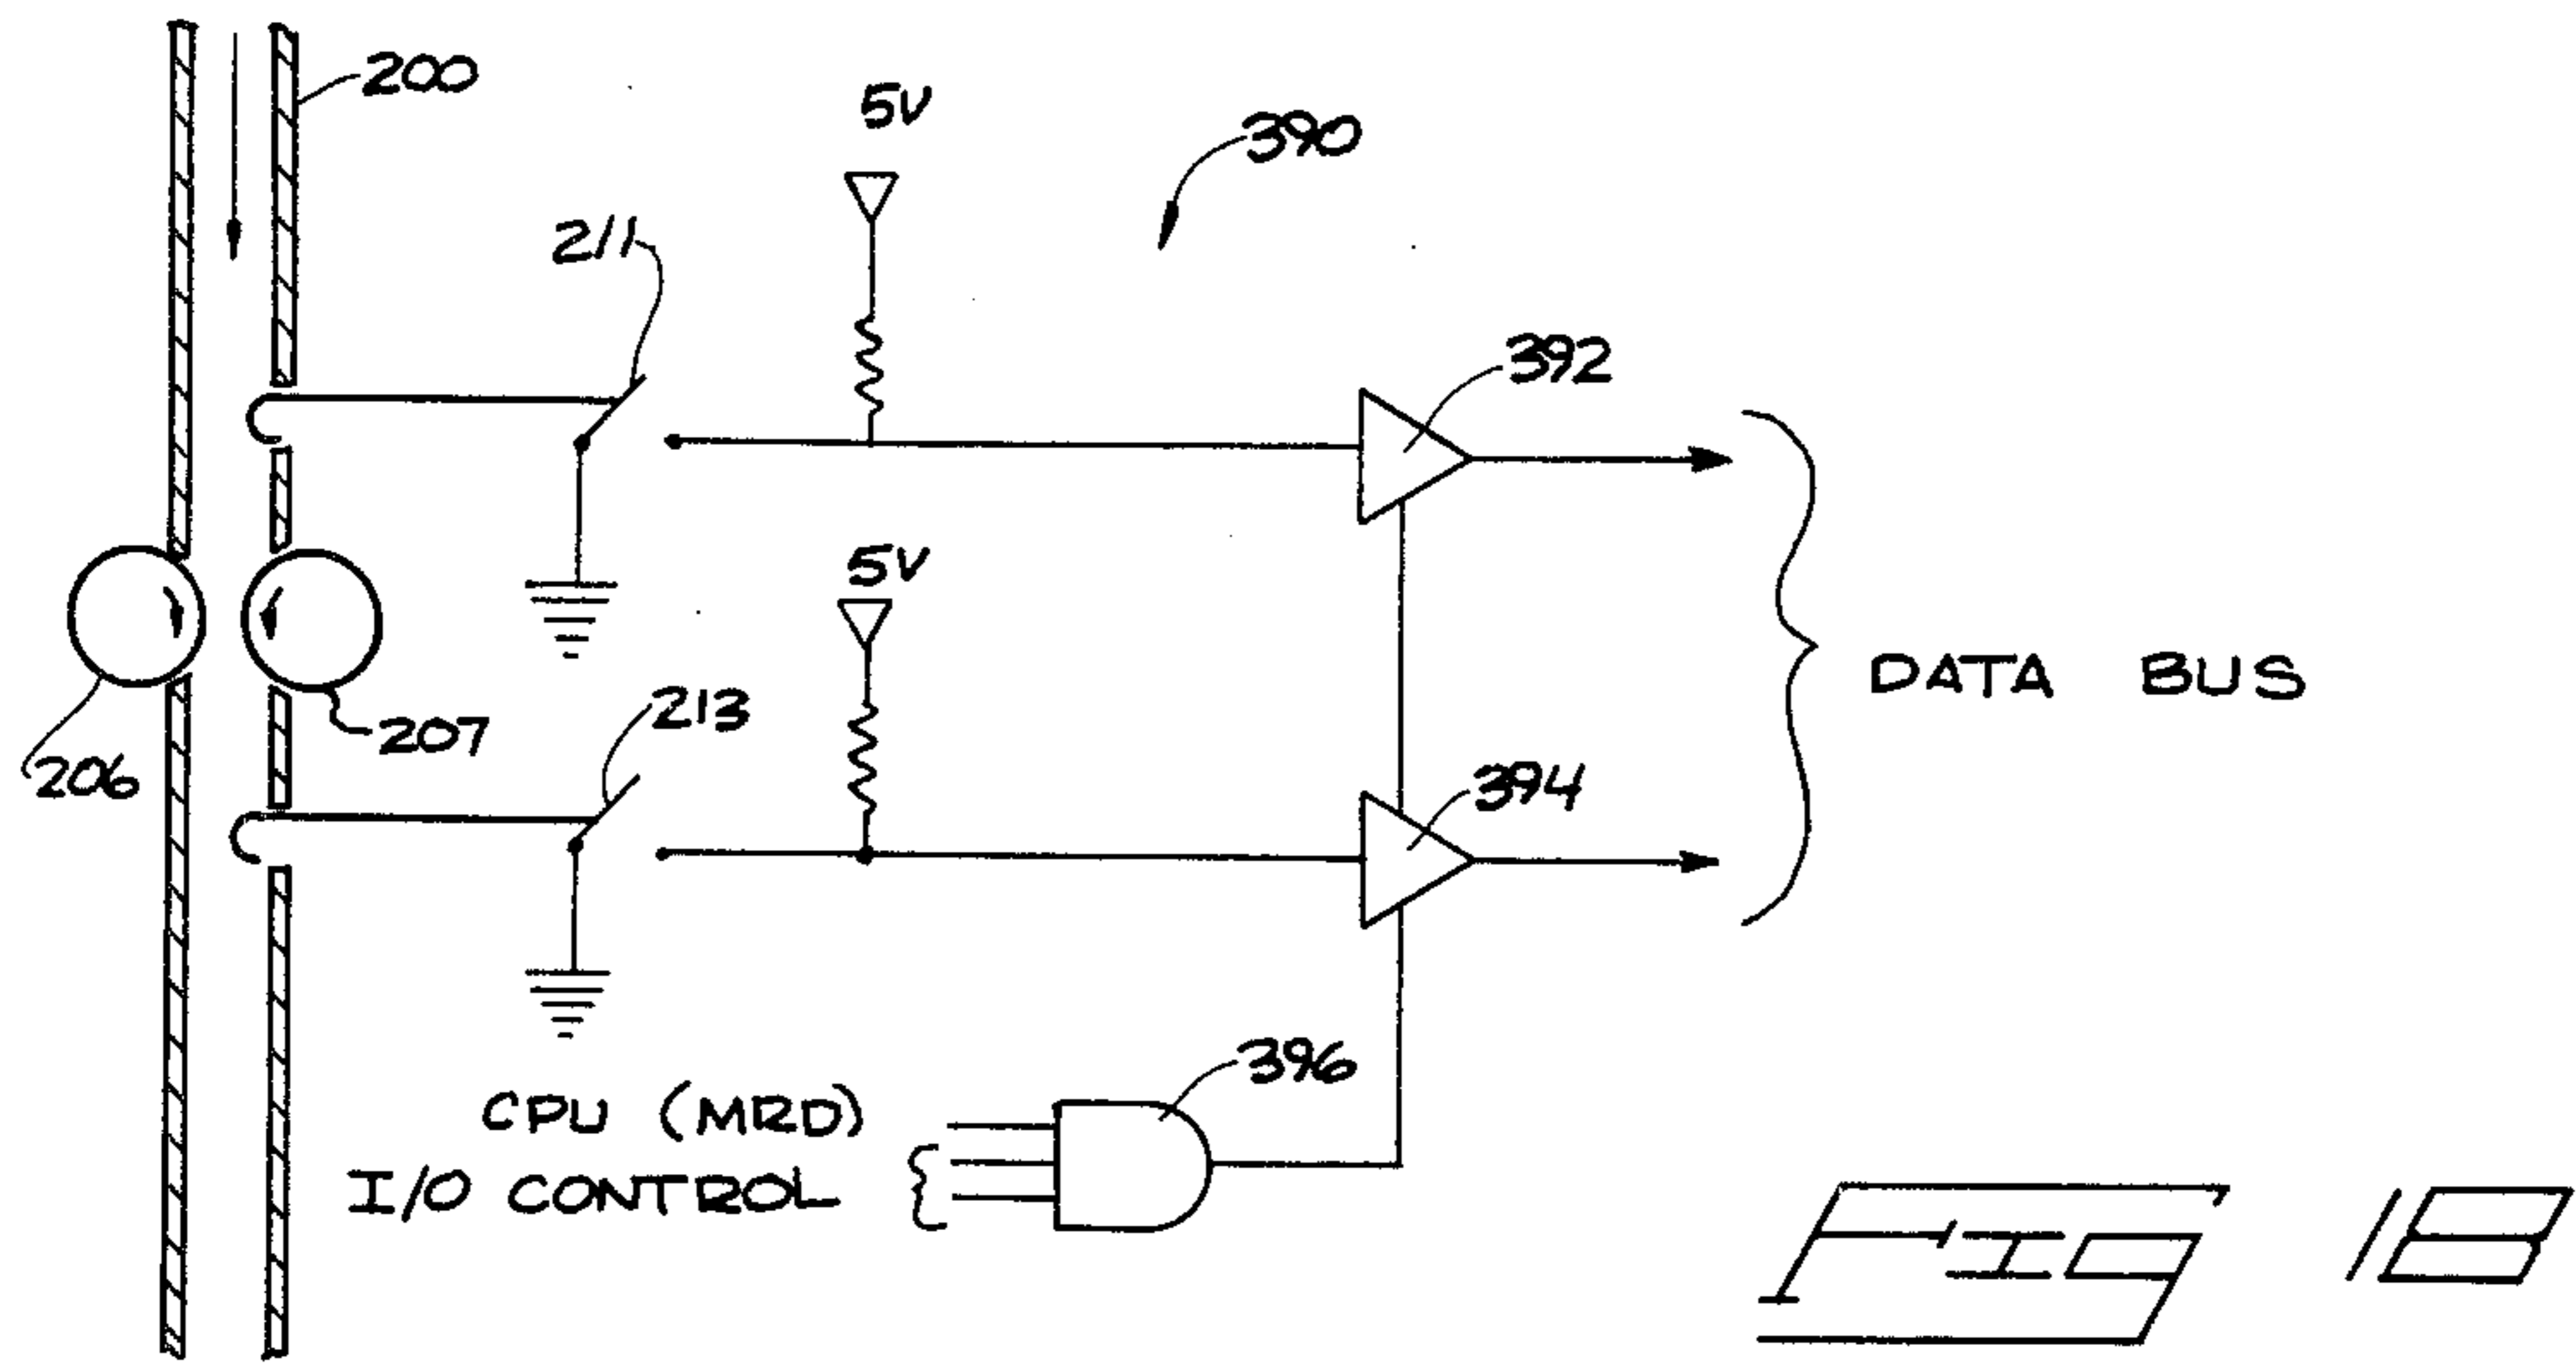 200
5V
390
211
392
5V
DATA BUS
213
207
206
394
396
CPU (MRD)
I/O CONTROL
FIG 18